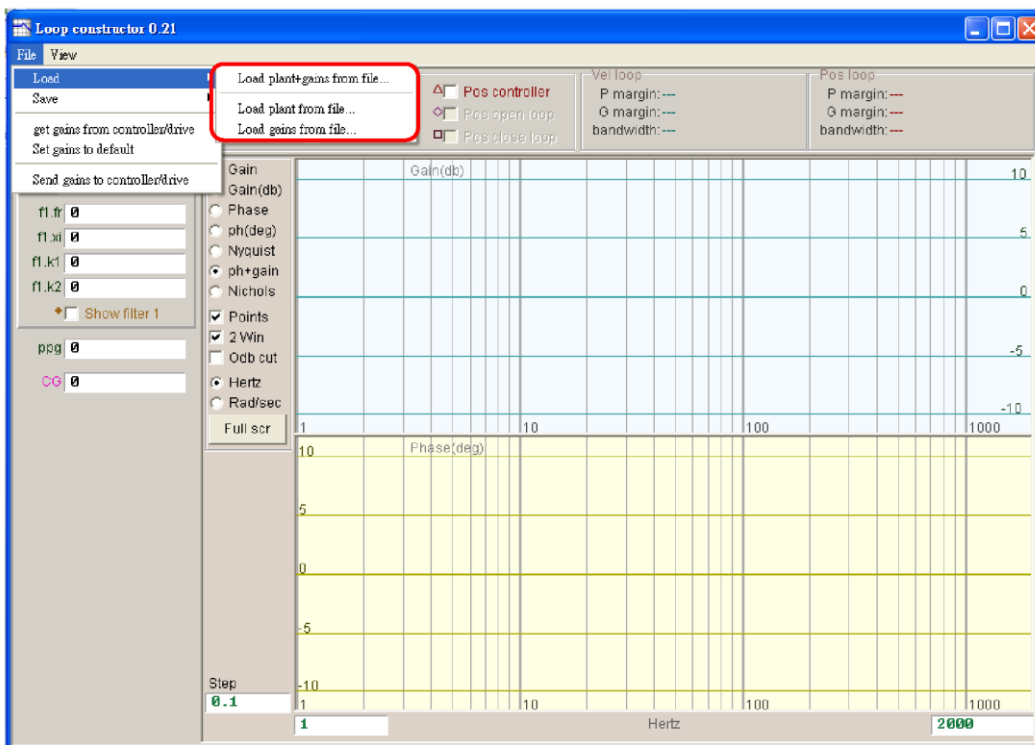 Loop constructor 0.21
File View
Load
Save
get gains from controller/drive
Set gains to default
Send gains to controller/drive
Load plant+gains from file...
Load plant from file...
Load gains from file...
Pos controller
Pos open loop
Pos close loop
Vel loop
P margin:---
G margin:---
bandwidth:---
Pos loop
P margin:---
G margin:---
bandwidth:---
f1.fr 0
f1.xi 0
f1.k1 0
f1.k2 0
Show filter 1
ppg 0
CG 0
Gain
Gain(db)
Phase
ph(deg)
Nyquist
ph+gain
Nichols
Points
2 Win
0db cut
Hertz
Rad/sec
Full scr
Step
0.1
Gain(db)
10
5
0
-5
-10
1 10 100 1000
Phase(deg)
10
5
0
-5
-10
1 10 100 1000
1 Hertz 2000